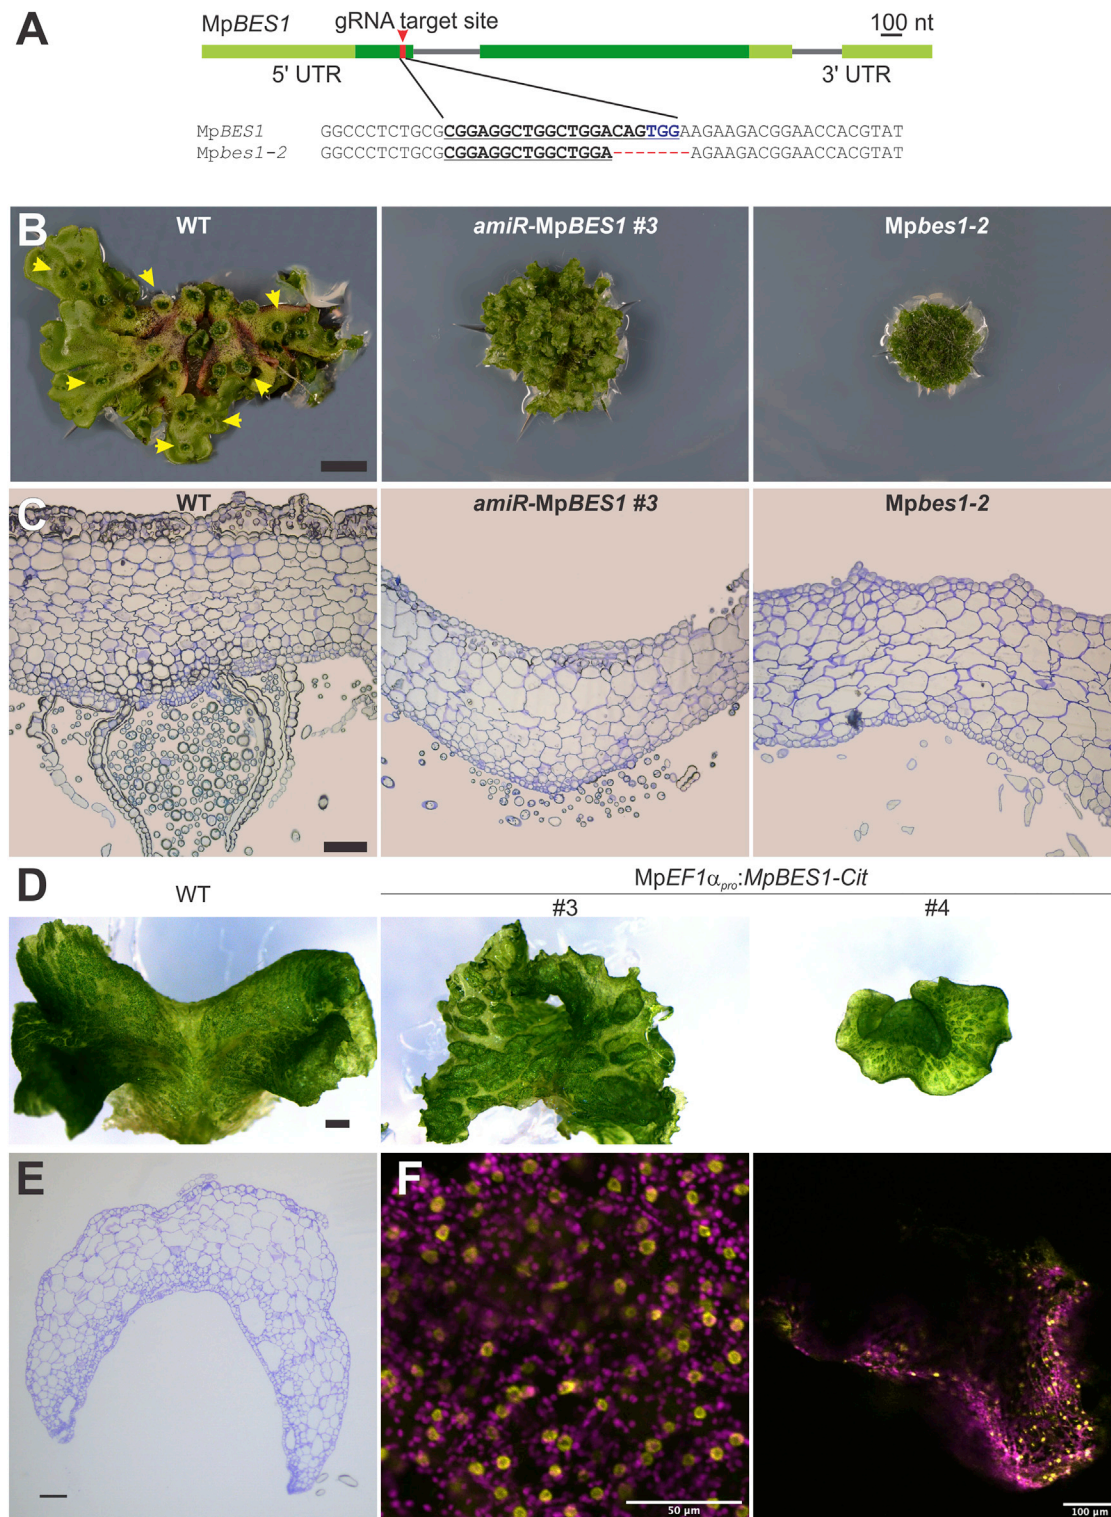 A
MpBES1
gRNA target site
100 nt
5' UTR
3' UTR
MpBES1 GGCCCTCTGCGCGGAGGCTGGCTGGACAGTGGAAGAAGACGGAACCACGTAT
Mpbes1-2 GGCCCTCTGCGCGGAGGCTGGCTGGA-------AGAAGACGGAACCACGTAT
B
WT
amiR-MpBES1 #3
Mpbes1-2
C
WT
amiR-MpBES1 #3
Mpbes1-2
D
WT
MpEF1αpro:MpBES1-Cit
#3
#4
E
F
50 µm
100 µm